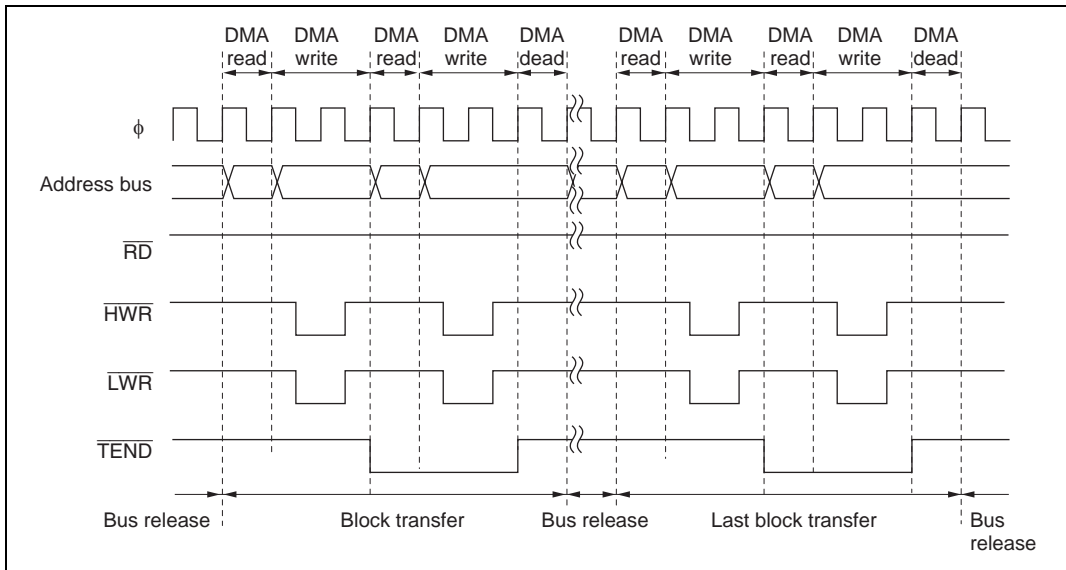 DMA DMA DMA DMA DMA DMA DMA DMA DMA DMA
read write read write dead read write read write dead
ϕ
Address bus
RD
HWR
LWR
TEND
Bus release Block transfer Bus release Last block transfer Bus
release